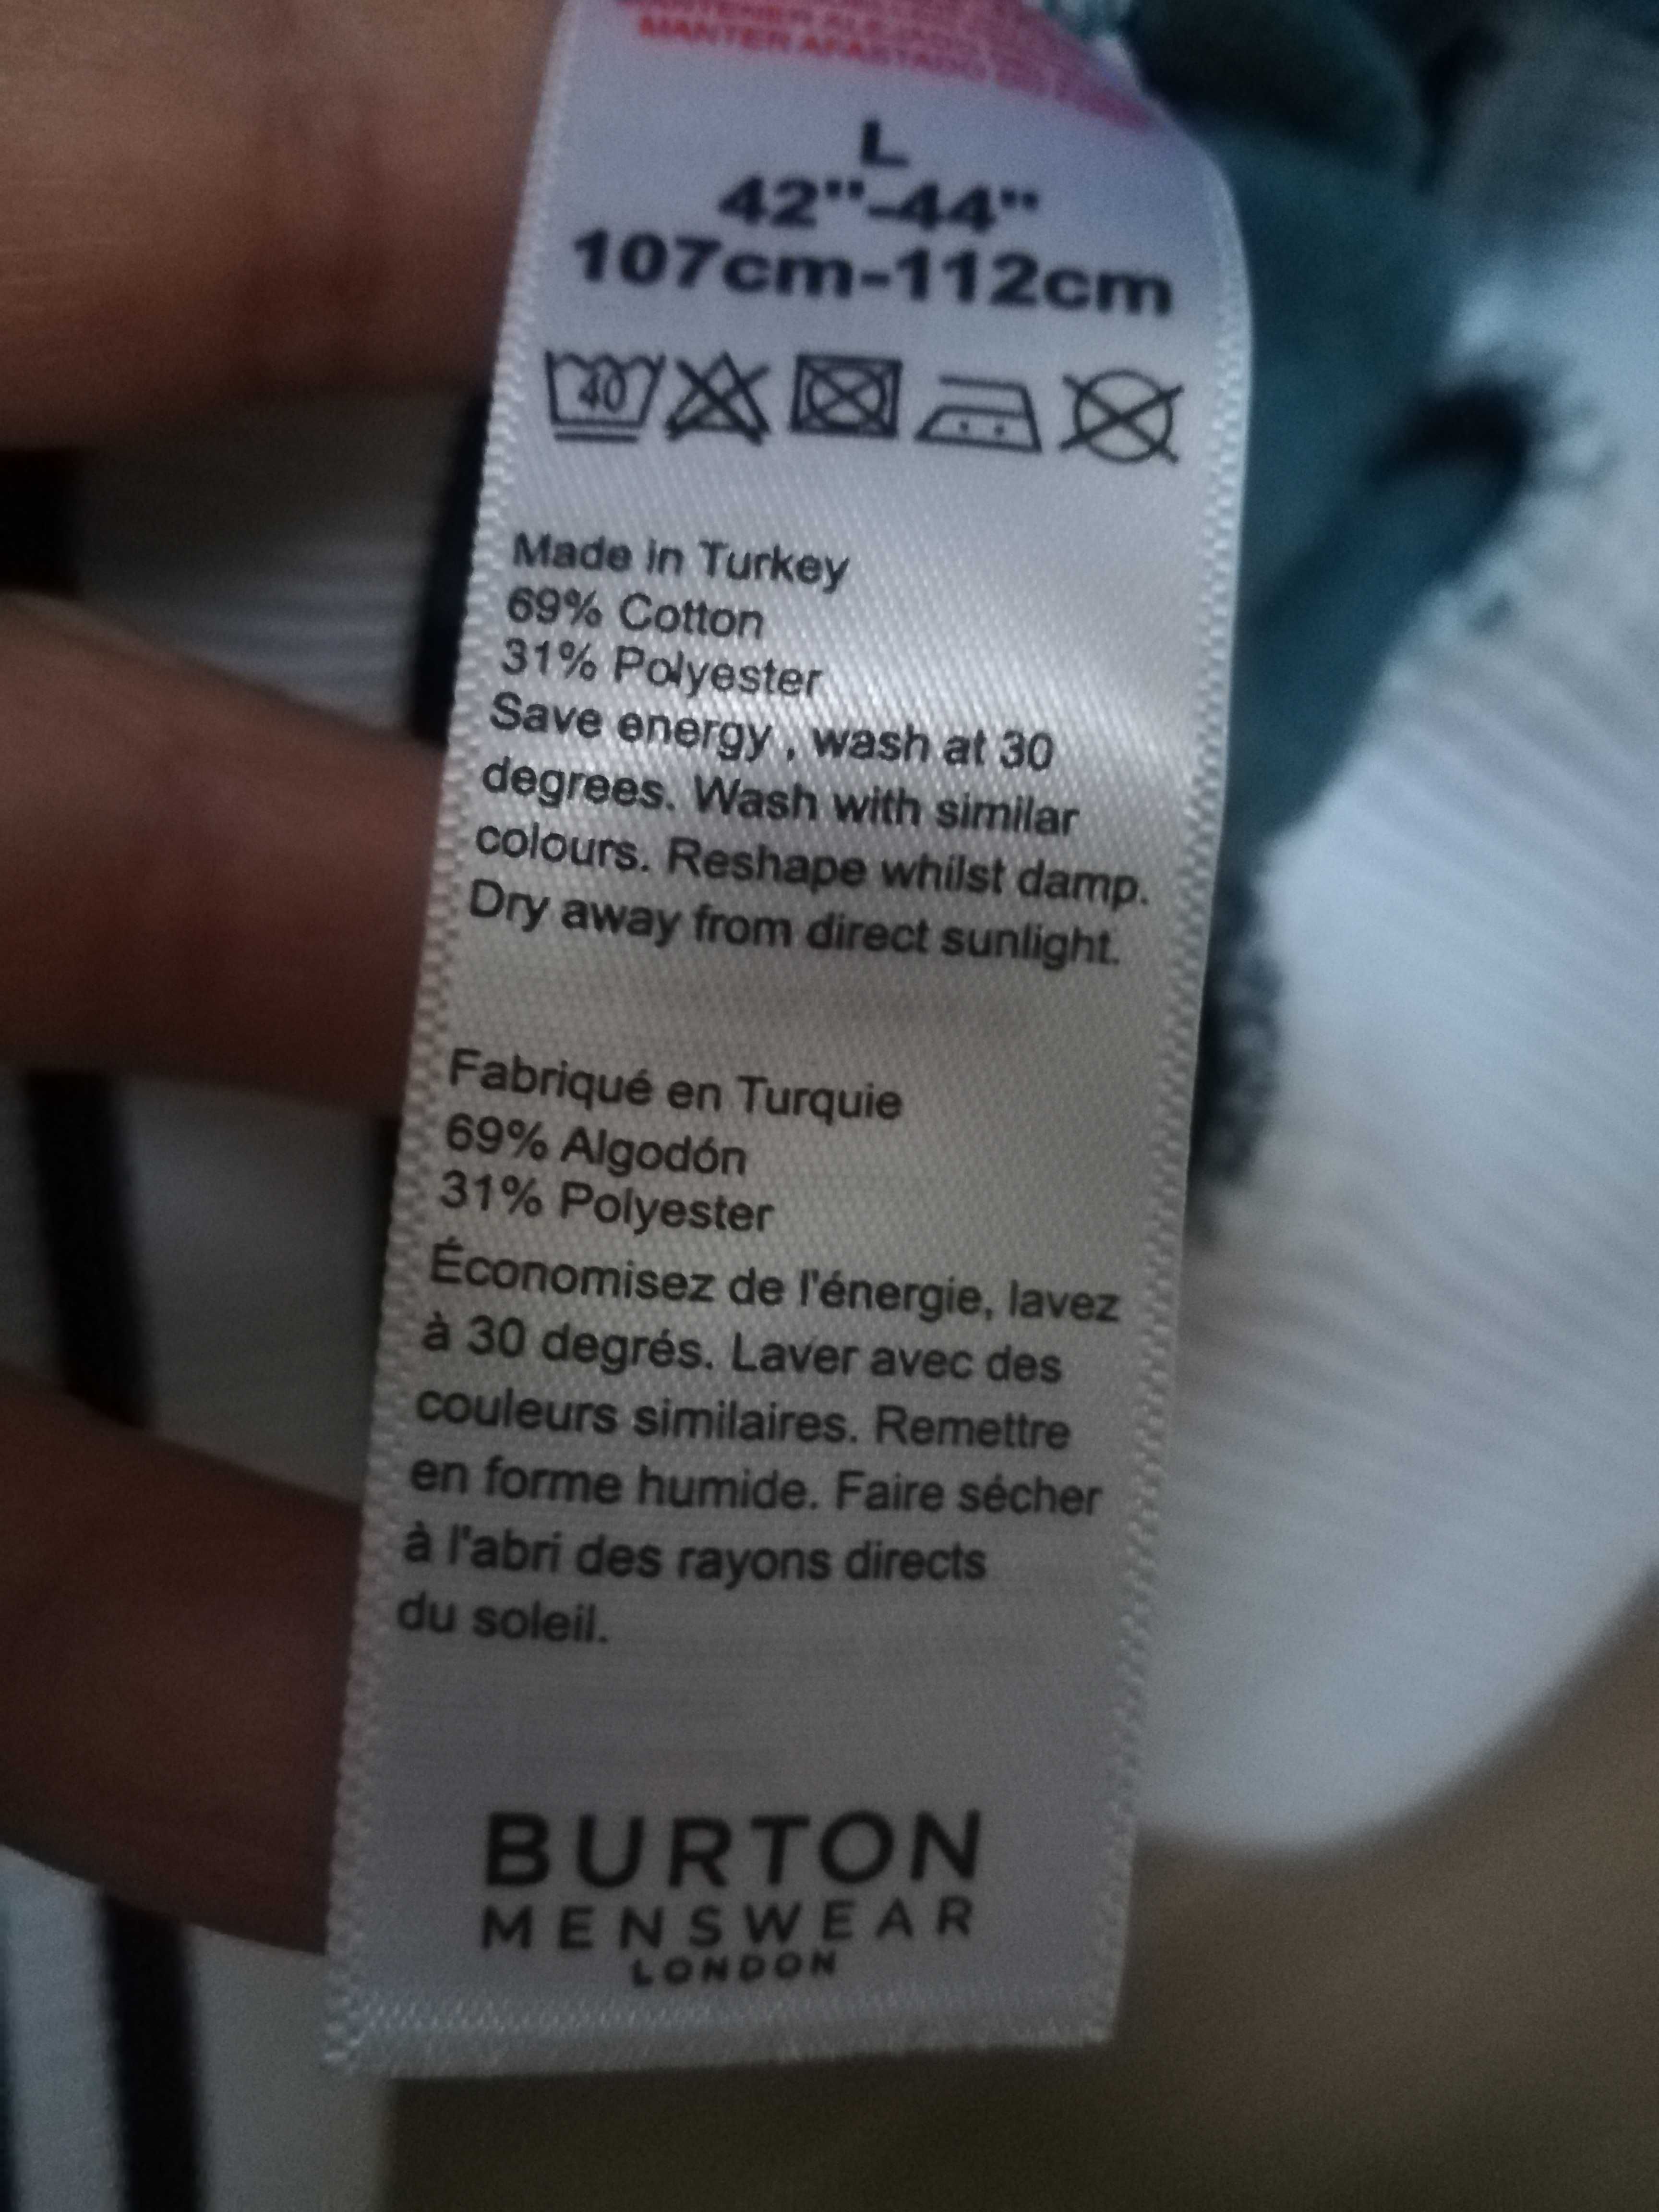 MANTER AFASTADO DO
L
42"-44"
107cm-112cm
40
Made in Turkey
69% Cotton
31% Polyester
Save energy , wash at 30
degrees. Wash with similar
colours. Reshape whilst damp.
Dry away from direct sunlight.
Fabriqué en Turquie
69% Algodón
31% Polyester
Économisez de l'énergie, lavez
à 30 degrés. Laver avec des
couleurs similaires. Remettre
en forme humide. Faire sécher
à l'abri des rayons directs
du soleil.
BURTON
MENSWEAR
LONDON